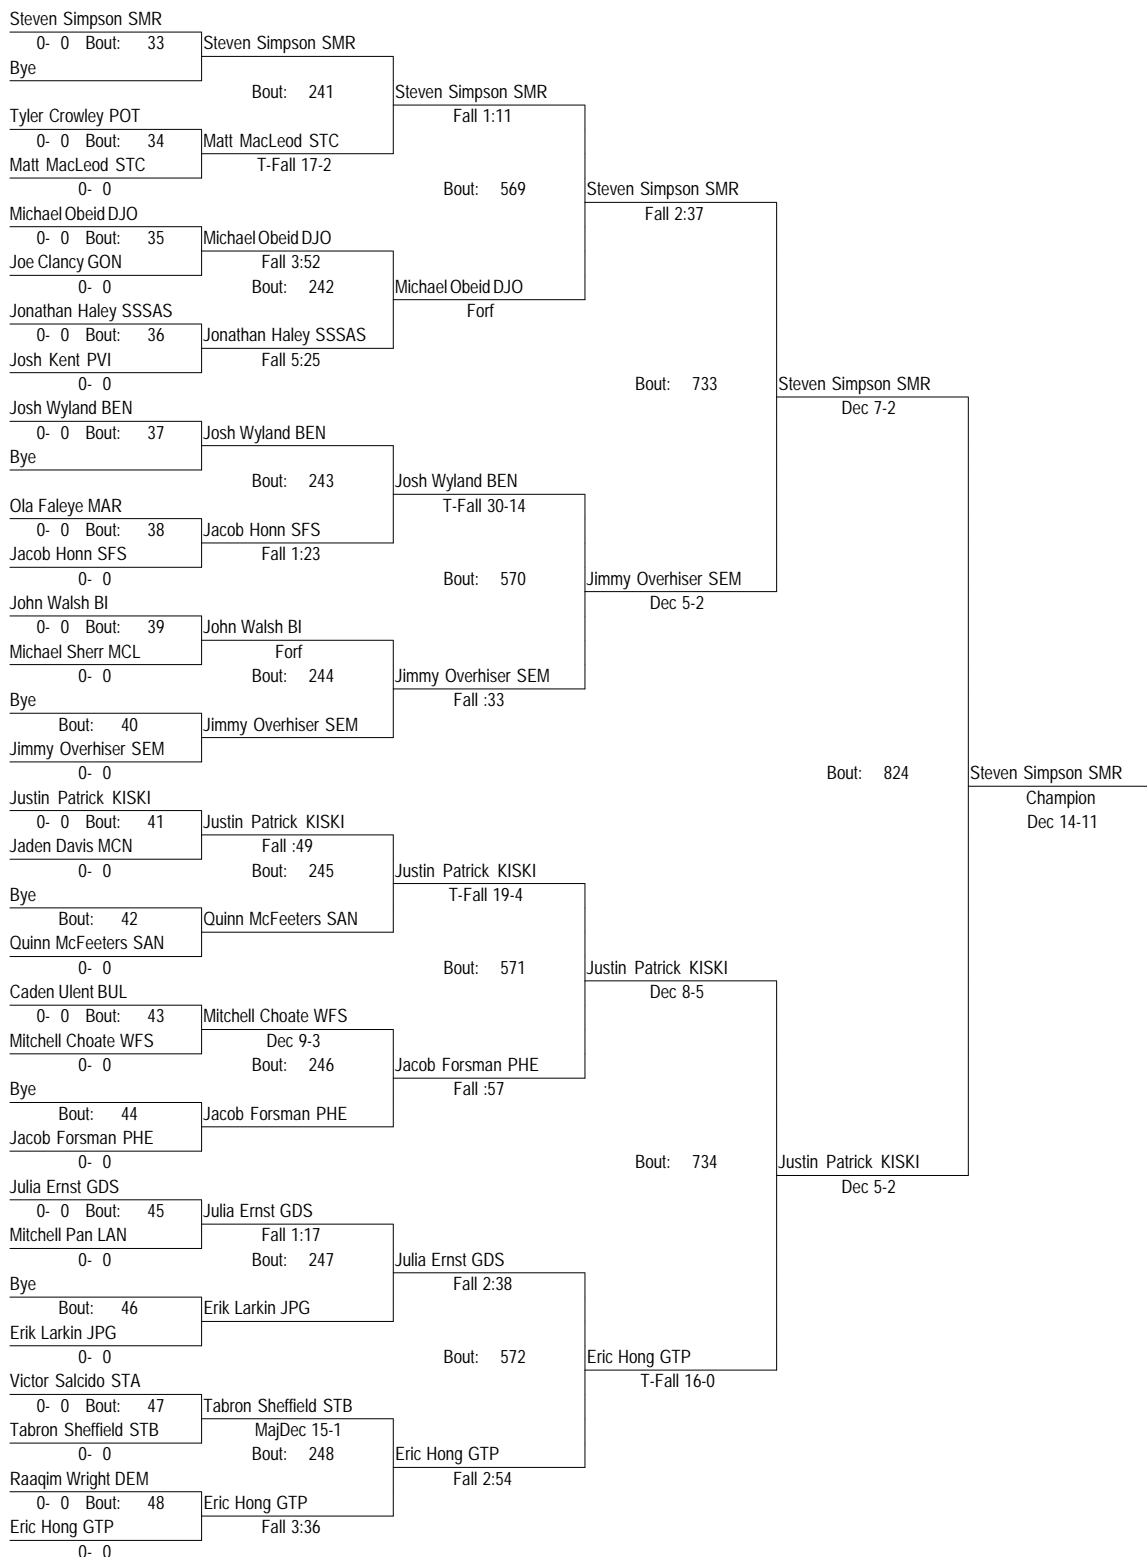 Steven Simpson SMR
0- 0 Bout: 33 Steven Simpson SMR
Bye
Bout: 241 Steven Simpson SMR
Tyler Crowley POT Fall 1:11
0- 0 Bout: 34 Matt MacLeod STC
Matt MacLeod STC T-Fall 17-2
0- 0 Bout: 569 Steven Simpson SMR
Michael Obeid DJO Fall 2:37
0- 0 Bout: 35 Michael Obeid DJO
Joe Clancy GON Fall 3:52
0- 0 Bout: 242 Michael Obeid DJO
Jonathan Haley SSSAS Forf
0- 0 Bout: 36 Jonathan Haley SSSAS
Josh Kent PVI Fall 5:25
0- 0 Bout: 733 Steven Simpson SMR
Josh Wyland BEN Dec 7-2
0- 0 Bout: 37 Josh Wyland BEN
Bye
Bout: 243 Josh Wyland BEN
Ola Faleye MAR T-Fall 30-14
0- 0 Bout: 38 Jacob Honn SFS
Jacob Honn SFS Fall 1:23
0- 0 Bout: 570 Jimmy Overhiser SEM
John Walsh BI Dec 5-2
0- 0 Bout: 39 John Walsh BI
Michael Sherr MCL Forf
0- 0 Bout: 244 Jimmy Overhiser SEM
Bye Fall :33
Bout: 40 Jimmy Overhiser SEM
Jimmy Overhiser SEM
0- 0 Bout: 824 Steven Simpson SMR
Justin Patrick KISKI Champion
0- 0 Bout: 41 Justin Patrick KISKI Dec 14-11
Jaden Davis MCN Fall :49
0- 0 Bout: 245 Justin Patrick KISKI
Bye T-Fall 19-4
Bout: 42 Quinn McFeeters SAN
Quinn McFeeters SAN
0- 0 Bout: 571 Justin Patrick KISKI
Caden Ulent BUL Dec 8-5
0- 0 Bout: 43 Mitchell Choate WFS
Mitchell Choate WFS Dec 9-3
0- 0 Bout: 246 Jacob Forsman PHE
Bye Fall :57
Bout: 44 Jacob Forsman PHE
Jacob Forsman PHE
0- 0 Bout: 734 Justin Patrick KISKI
Julia Ernst GDS Dec 5-2
0- 0 Bout: 45 Julia Ernst GDS
Mitchell Pan LAN Fall 1:17
0- 0 Bout: 247 Julia Ernst GDS
Bye Fall 2:38
Bout: 46 Erik Larkin JPG
Erik Larkin JPG
0- 0 Bout: 572 Eric Hong GTP
Victor Salcido STA T-Fall 16-0
0- 0 Bout: 47 Tabron Sheffield STB
Tabron Sheffield STB MajDec 15-1
0- 0 Bout: 248 Eric Hong GTP
Raaqim Wright DEM Fall 2:54
0- 0 Bout: 48 Eric Hong GTP
Eric Hong GTP Fall 3:36
0- 0